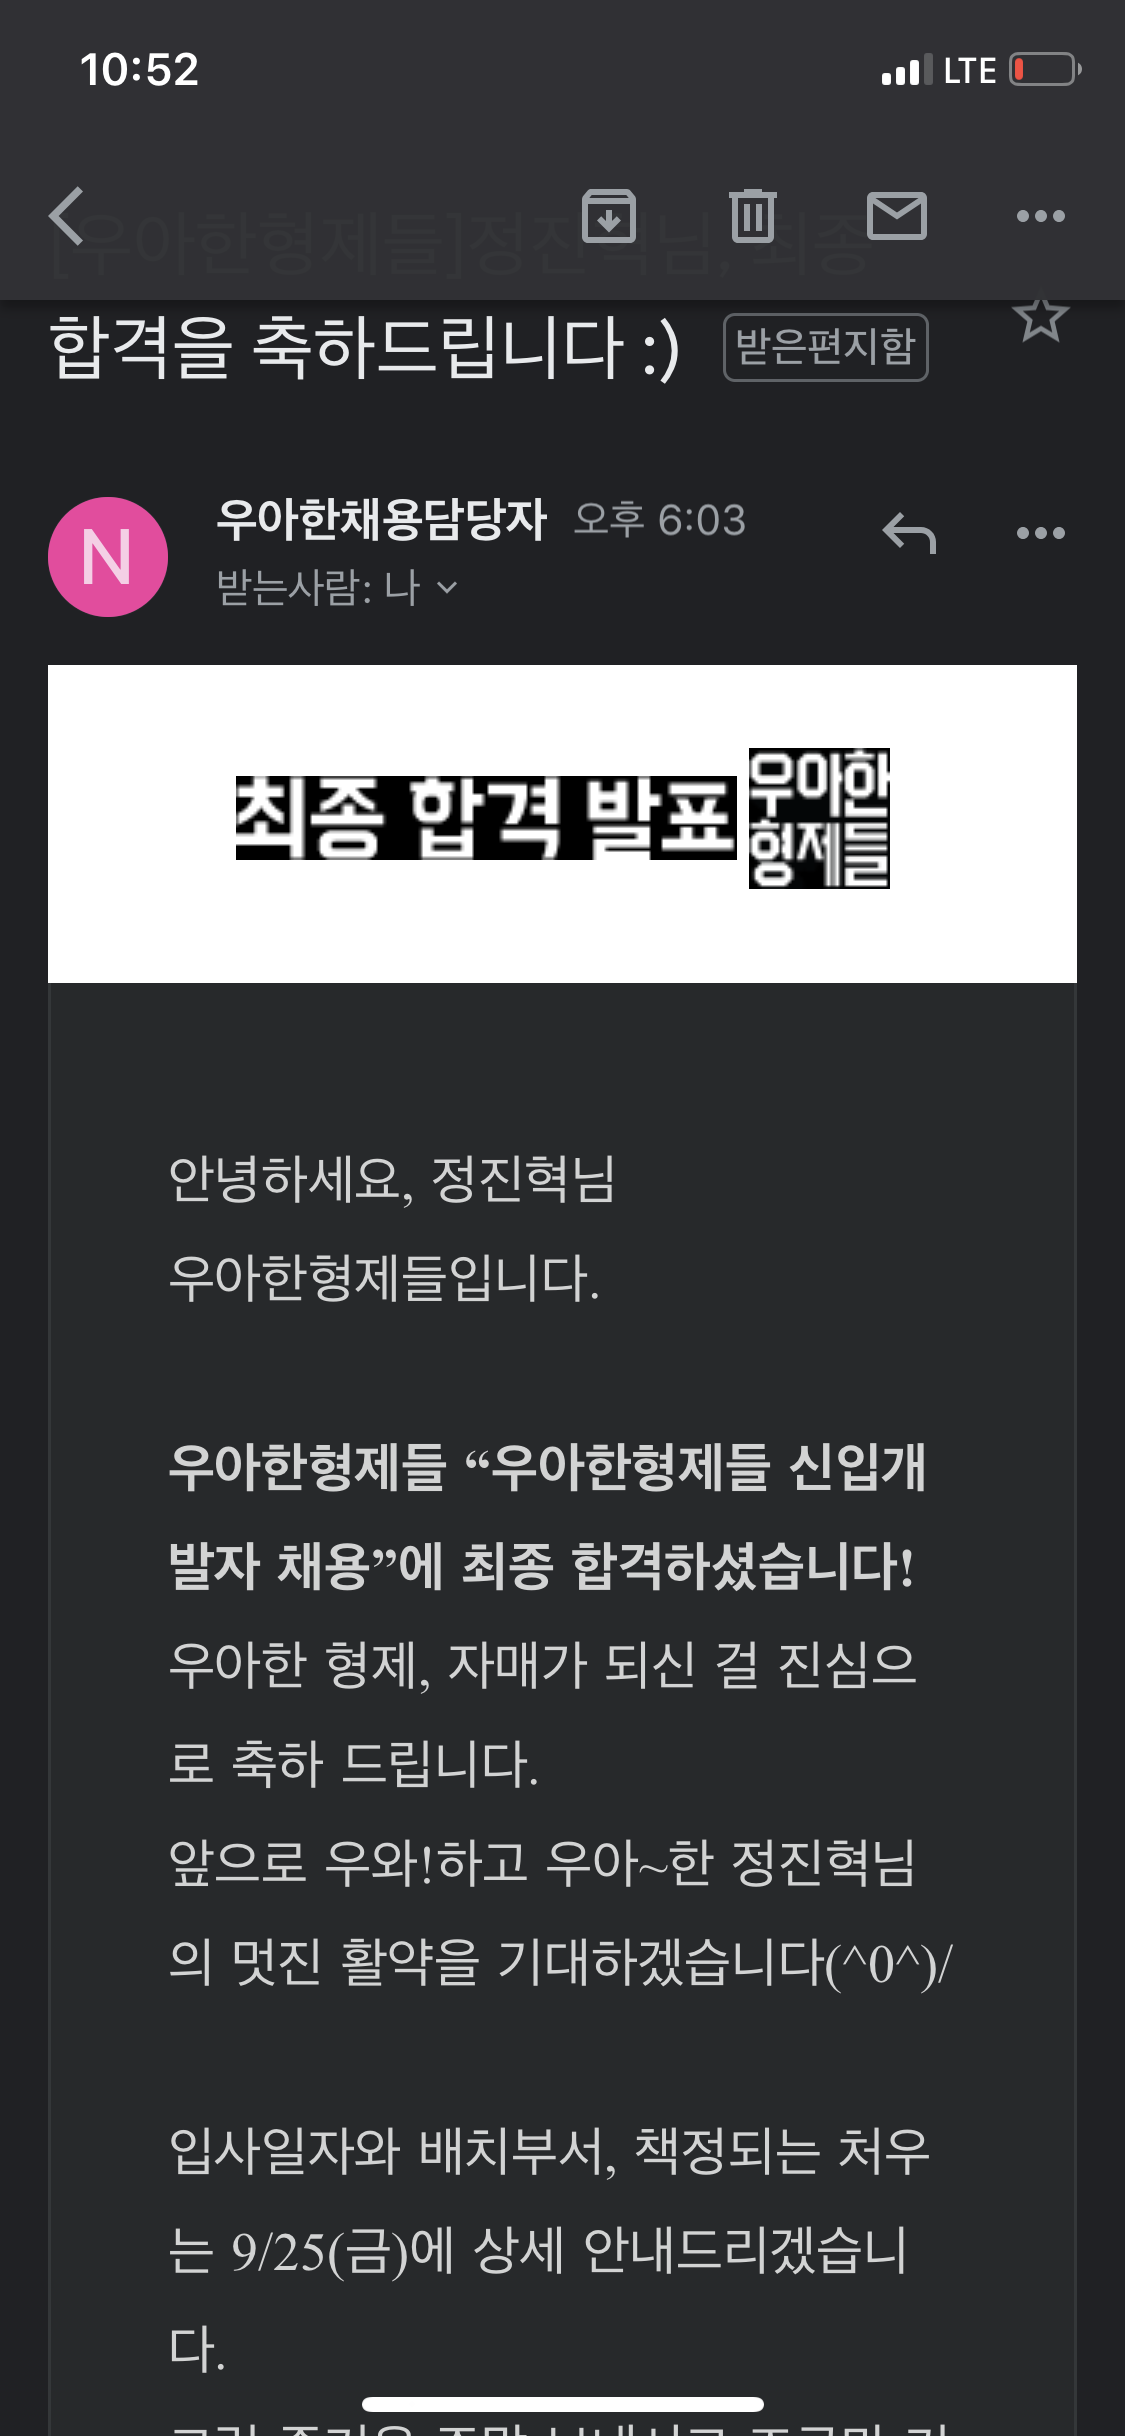 10:52
LTE
[우아한형제들]정진혁님, 최종
합격을 축하드립니다 :) 받은편지함
N
우아한채용담당자 오후 6:03
받는사람: 나
최종 합격 발표
우아한
형제들
안녕하세요, 정진혁님
우아한형제들입니다.
우아한형제들 “우아한형제들 신입개
발자 채용”에 최종 합격하셨습니다!
우아한 형제, 자매가 되신 걸 진심으
로 축하 드립니다.
앞으로 우와!하고 우아~한 정진혁님
의 멋진 활약을 기대하겠습니다(^0^)/
입사일자와 배치부서, 책정되는 처우
는 9/25(금)에 상세 안내드리겠습니
다.